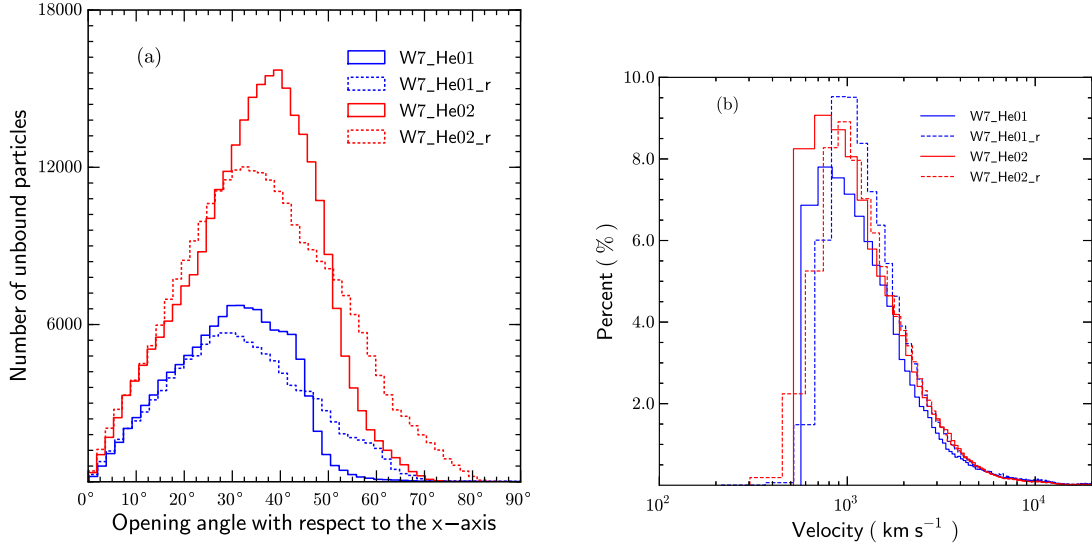 18000
12000
6000
Number of unbound particles
(a)
W7_He01
W7_He01_r
W7_He02
W7_He02_r
0° 10° 20° 30° 40° 50° 60° 70° 80° 90°
Opening angle with respect to the x−axis
10.0
8.0
6.0
4.0
2.0
Percent ( % )
(b)
W7_He01
W7_He01_r
W7_He02
W7_He02_r
10² 10³ 10⁴
Velocity ( km s⁻¹ )